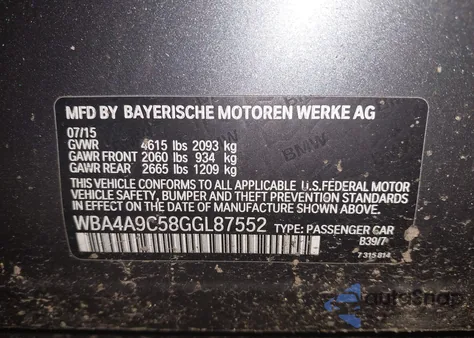 MFD BY BAYERISCHE MOTOREN WERKE AG
07/15
GVWR 4615 lbs 2093 kg
GAWR FRONT 2060 lbs 934 kg
GAWR REAR 2665 lbs 1209 kg
THIS VEHICLE CONFORMS TO ALL APPLICABLE U.S.FEDERAL MOTOR
VEHICLE SAFETY, BUMPER AND THEFT PREVENTION STANDARDS
IN EFFECT ON THE DATE OF MANUFACTURE SHOWN ABOVE.
WBA4A9C58GGL87552 TYPE: PASSENGER CAR
B39/7
7 315 814
BMW
autoSnap